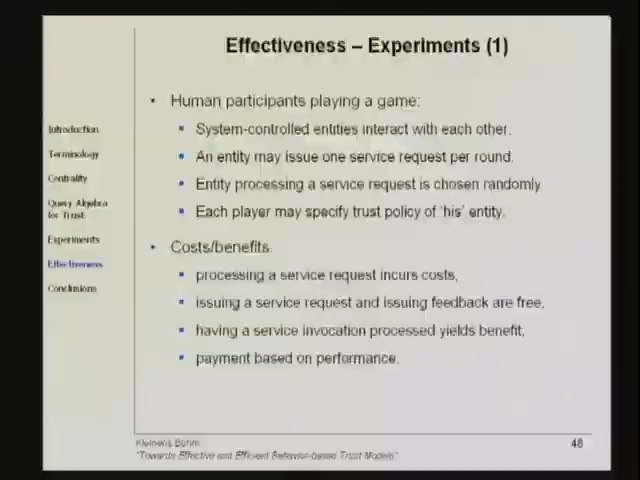 Effectiveness – Experiments (1)
Introduction
Terminology
Centrality
Query Algebra
for Trust
Experiments
Effectiveness
Conclusions
• Human participants playing a game:
▪ System-controlled entities interact with each other.
▪ An entity may issue one service request per round.
▪ Entity processing a service request is chosen randomly.
▪ Each player may specify trust policy of 'his' entity.
• Costs/benefits
▪ processing a service request incurs costs,
▪ issuing a service request and issuing feedback are free,
▪ having a service invocation processed yields benefit,
▪ payment based on performance.
Klemens Böhm
"Towards Effective and Efficient Behavior-based Trust Models"
48